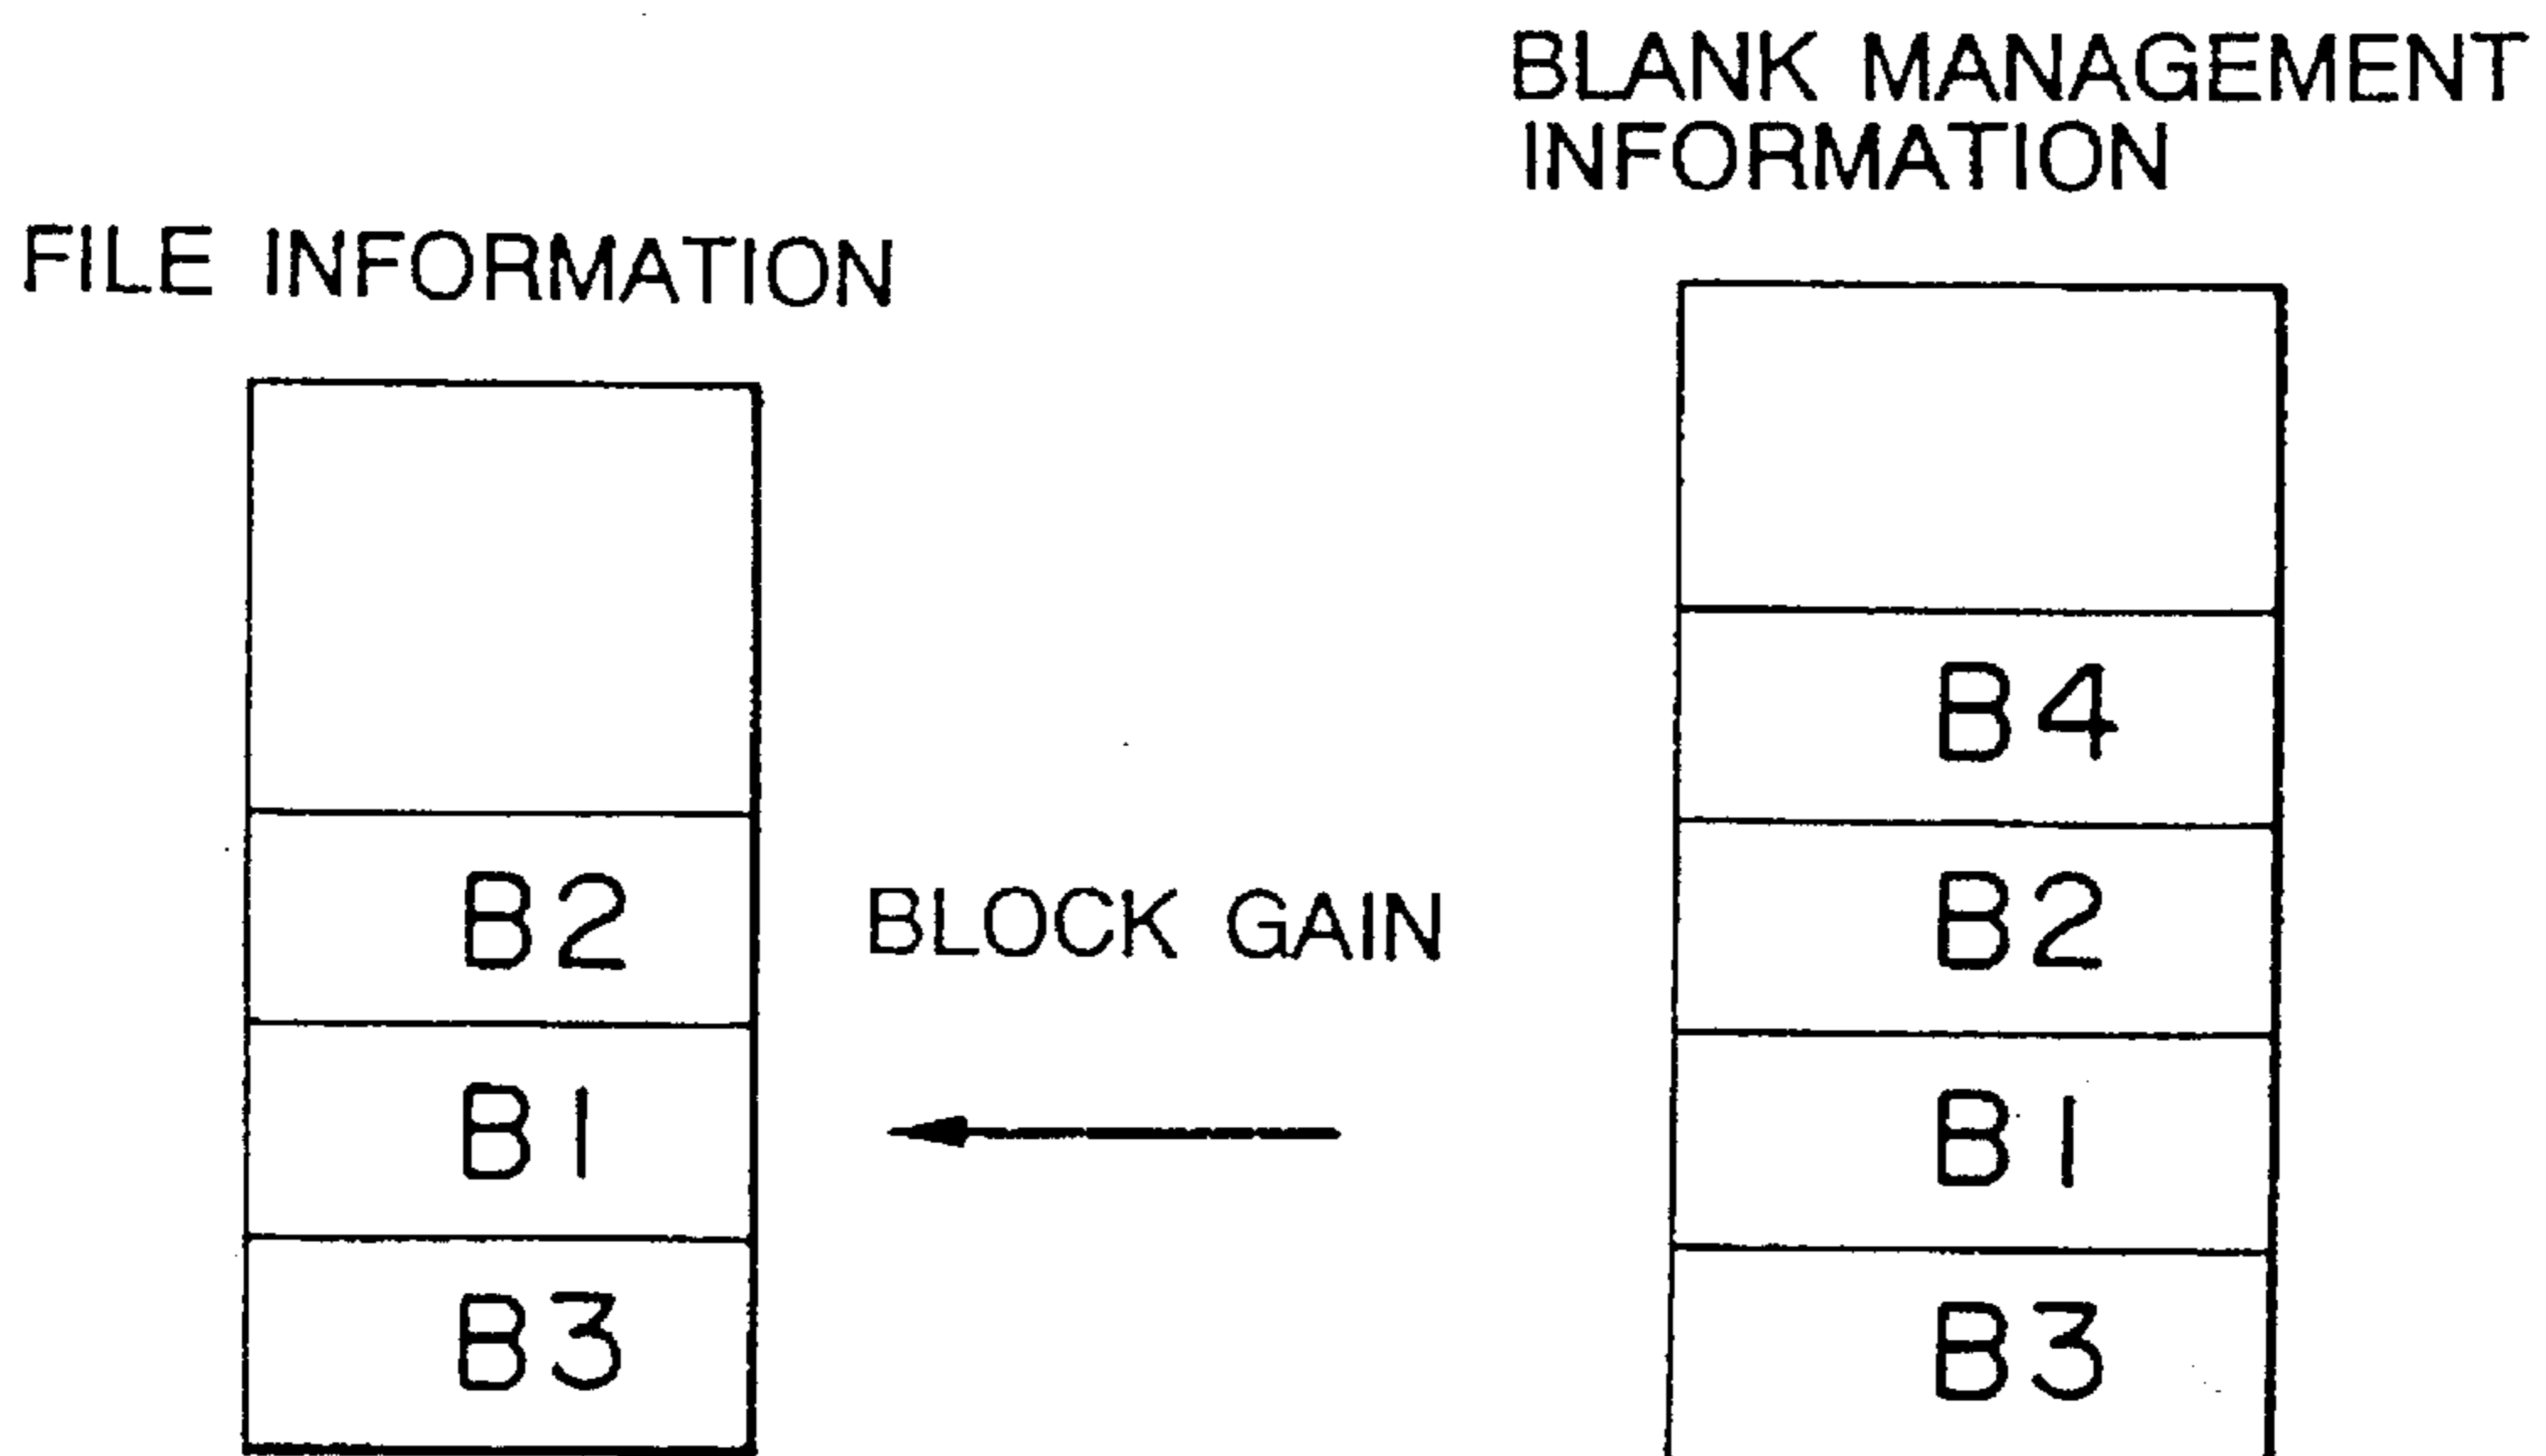 BLANK MANAGEMENT
INFORMATION
FILE INFORMATION
B4
B2
BLOCK GAIN
B2
B1
B1
B3
B3